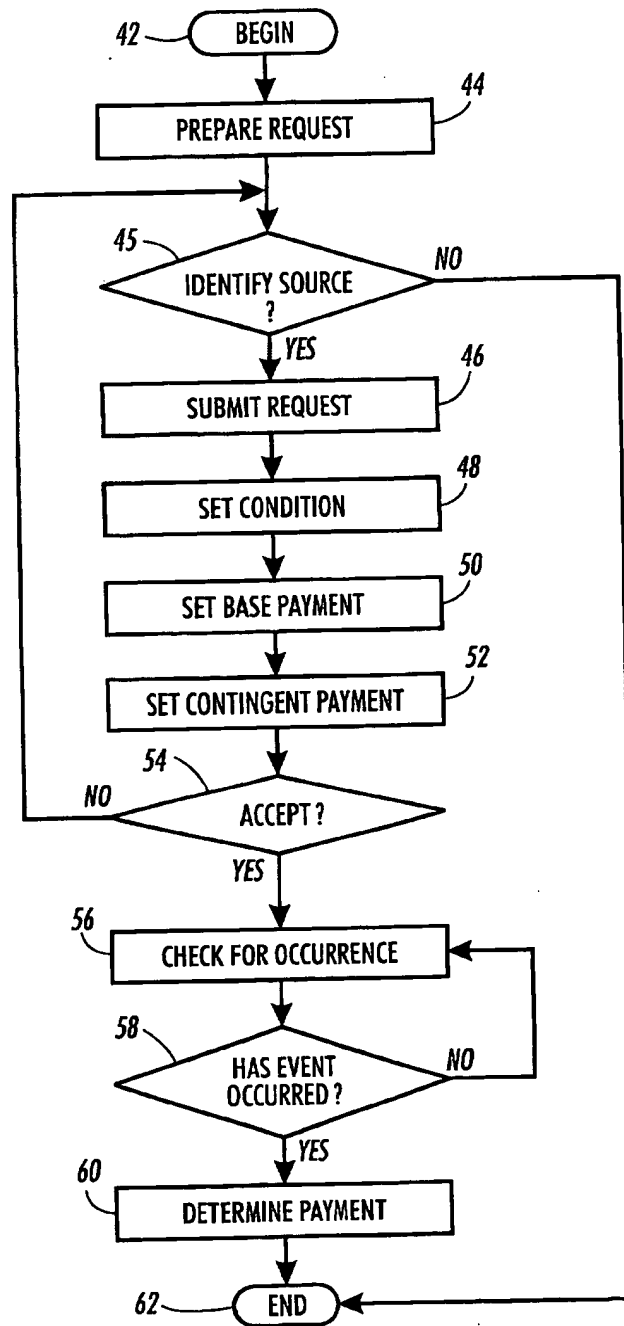 42
BEGIN
44
PREPARE REQUEST
45
IDENTIFY SOURCE
?
NO
YES
46
SUBMIT REQUEST
48
SET CONDITION
50
SET BASE PAYMENT
52
SET CONTINGENT PAYMENT
54
NO
ACCEPT ?
YES
56
CHECK FOR OCCURRENCE
58
HAS EVENT
OCCURRED ?
NO
YES
60
DETERMINE PAYMENT
62
END